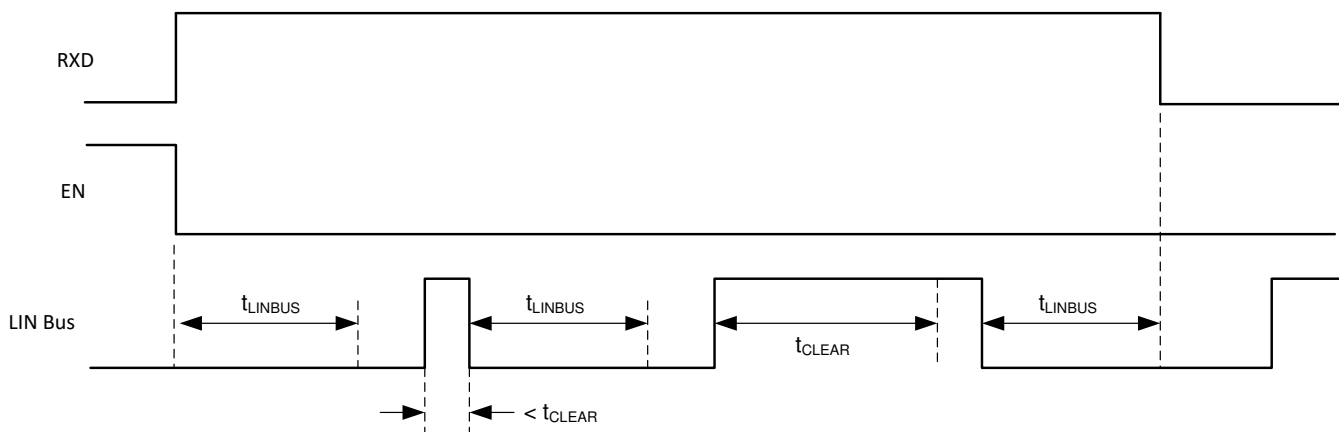 RXD
EN
LIN Bus
tLINBUS
tLINBUS
tCLEAR
tLINBUS
< tCLEAR